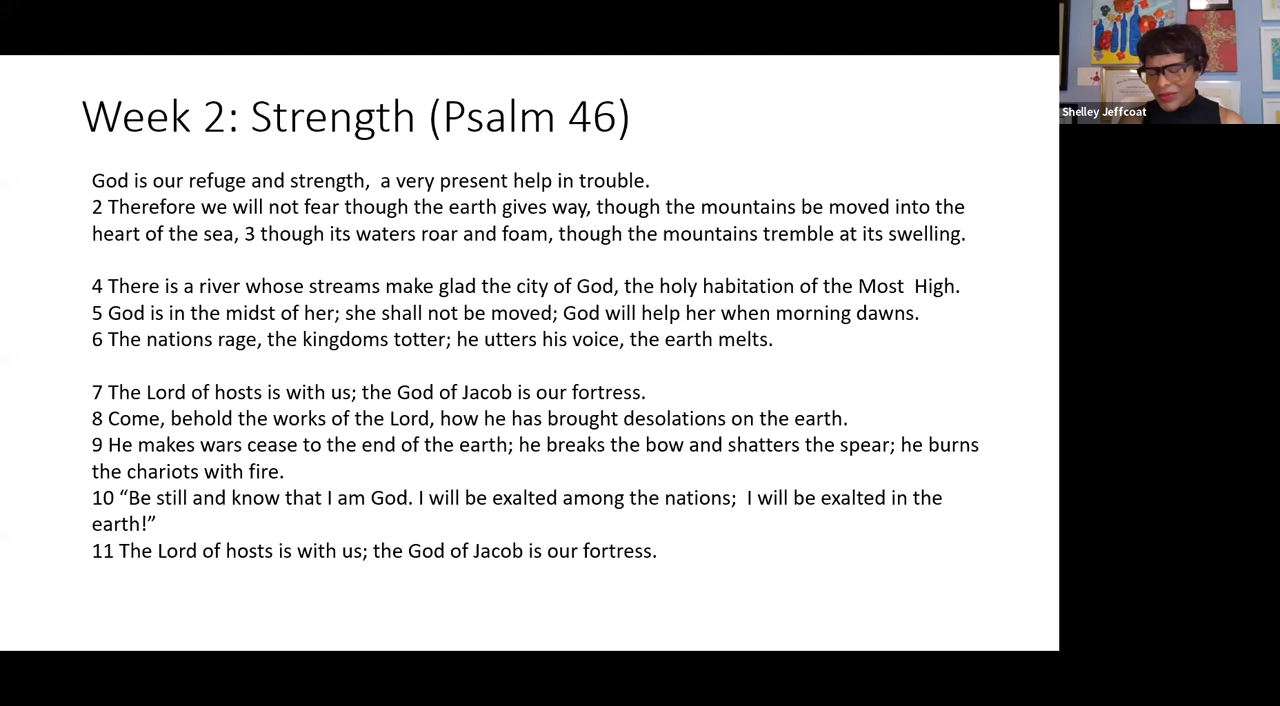 Week 2: Strength (Psalm 46)
God is our refuge and strength,  a very present help in trouble.
2 Therefore we will not fear though the earth gives way, though the mountains be moved into the
heart of the sea, 3 though its waters roar and foam, though the mountains tremble at its swelling.
4 There is a river whose streams make glad the city of God, the holy habitation of the Most  High.
5 God is in the midst of her; she shall not be moved; God will help her when morning dawns.
6 The nations rage, the kingdoms totter; he utters his voice, the earth melts.
7 The Lord of hosts is with us; the God of Jacob is our fortress.
8 Come, behold the works of the Lord, how he has brought desolations on the earth.
9 He makes wars cease to the end of the earth; he breaks the bow and shatters the spear; he burns
the chariots with fire.
10 “Be still and know that I am God. I will be exalted among the nations;  I will be exalted in the
earth!”
11 The Lord of hosts is with us; the God of Jacob is our fortress.
Shelley Jeffcoat